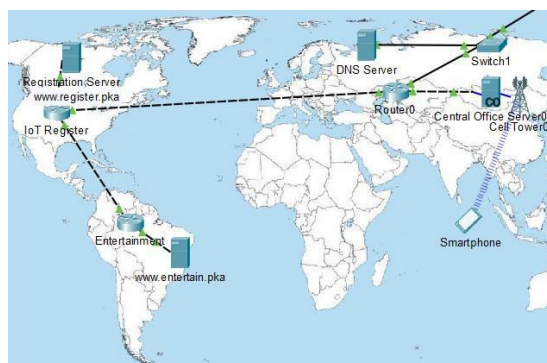 DNS Server
Switch1
Registration Server
www.register.pka
IoT Register
Router0
CO
Central Office Server0
Cell Tower0
Smartphone
Entertainment
www.entertain.pka